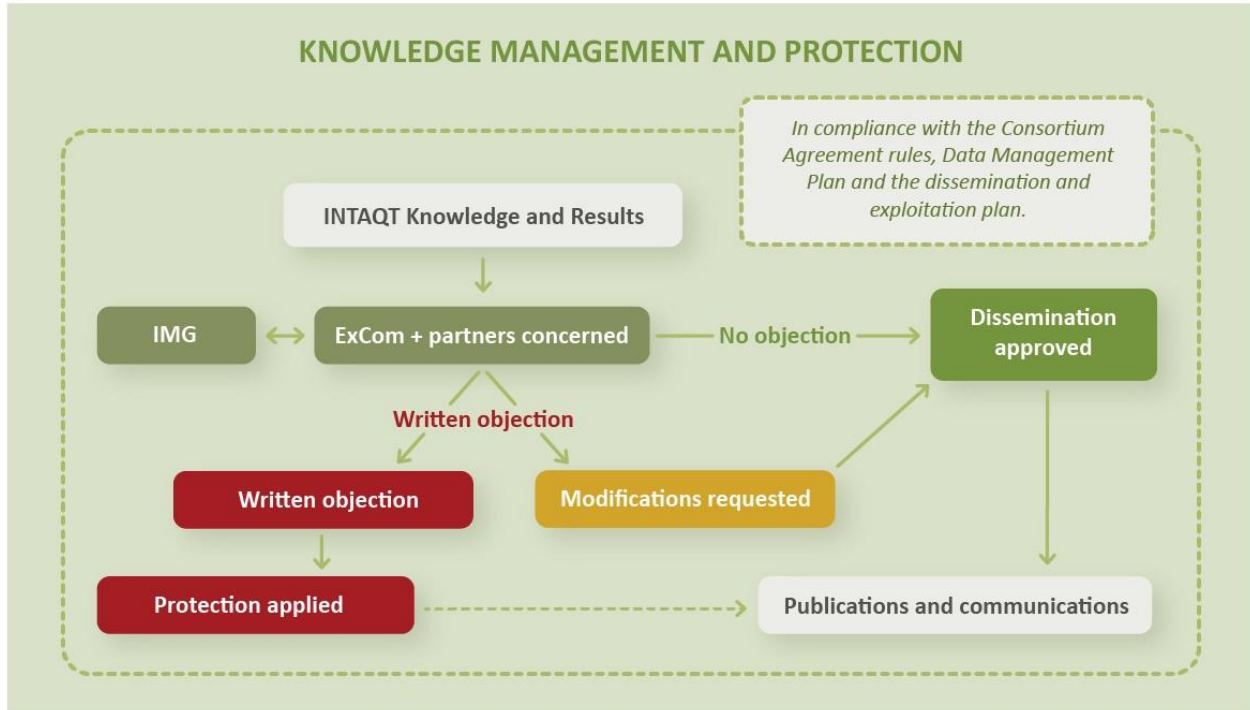 KNOWLEDGE MANAGEMENT AND PROTECTION
In compliance with the Consortium
Agreement rules, Data Management
Plan and the dissemination and
exploitation plan.
INTAQT Knowledge and Results
IMG
ExCom + partners concerned
No objection
Dissemination
approved
Written objection
Written objection
Modifications requested
Protection applied
Publications and communications